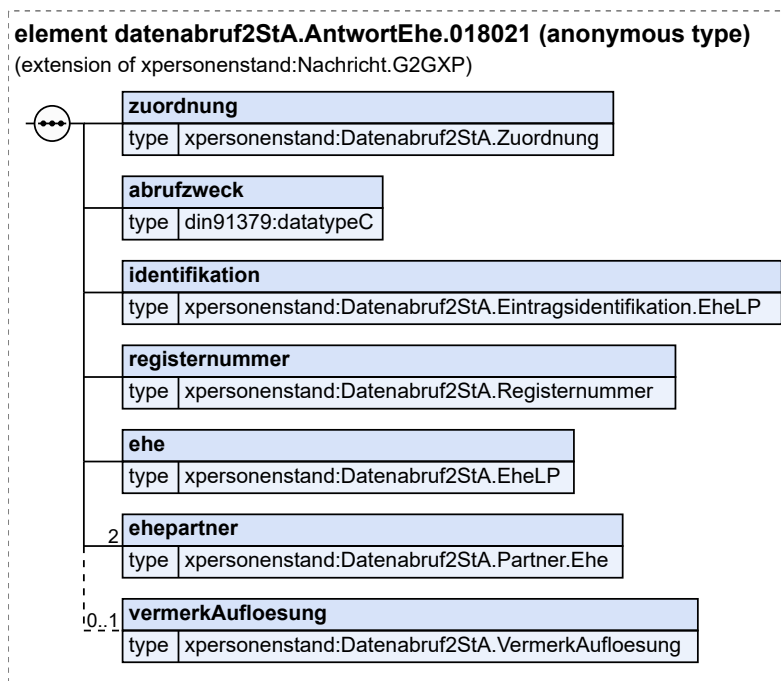 element datenabruf2StA.AntwortEhe.018021 (anonymous type)
(extension of xpersonenstand:Nachricht.G2GXP)
zuordnung
type xpersonenstand:Datenabruf2StA.Zuordnung
abrufzweck
type din91379:datatypeC
identifikation
type xpersonenstand:Datenabruf2StA.Eintragsidentifikation.EheLP
registernummer
type xpersonenstand:Datenabruf2StA.Registernummer
ehe
type xpersonenstand:Datenabruf2StA.EheLP
2 ehepartner
type xpersonenstand:Datenabruf2StA.Partner.Ehe
0..1 vermerkAufloesung
type xpersonenstand:Datenabruf2StA.VermerkAufloesung